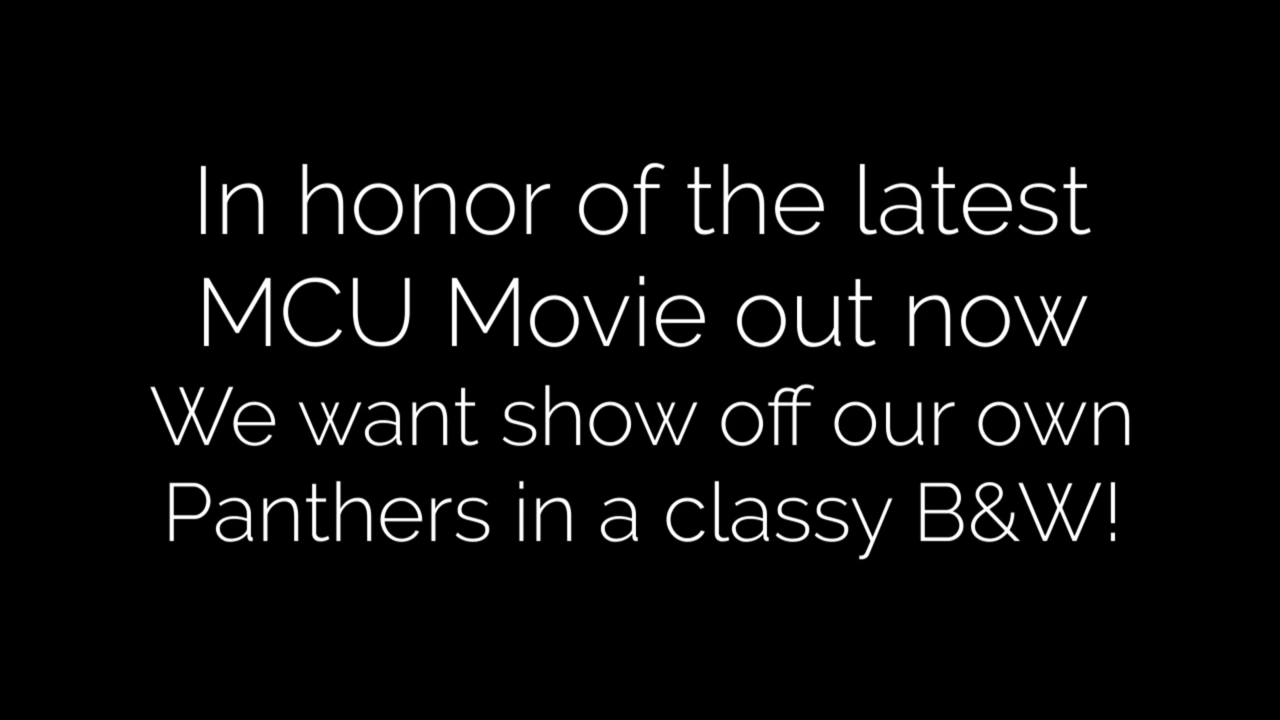 In honor of the latest
MCU Movie out now
We want show off our own
Panthers in a classy B&W!